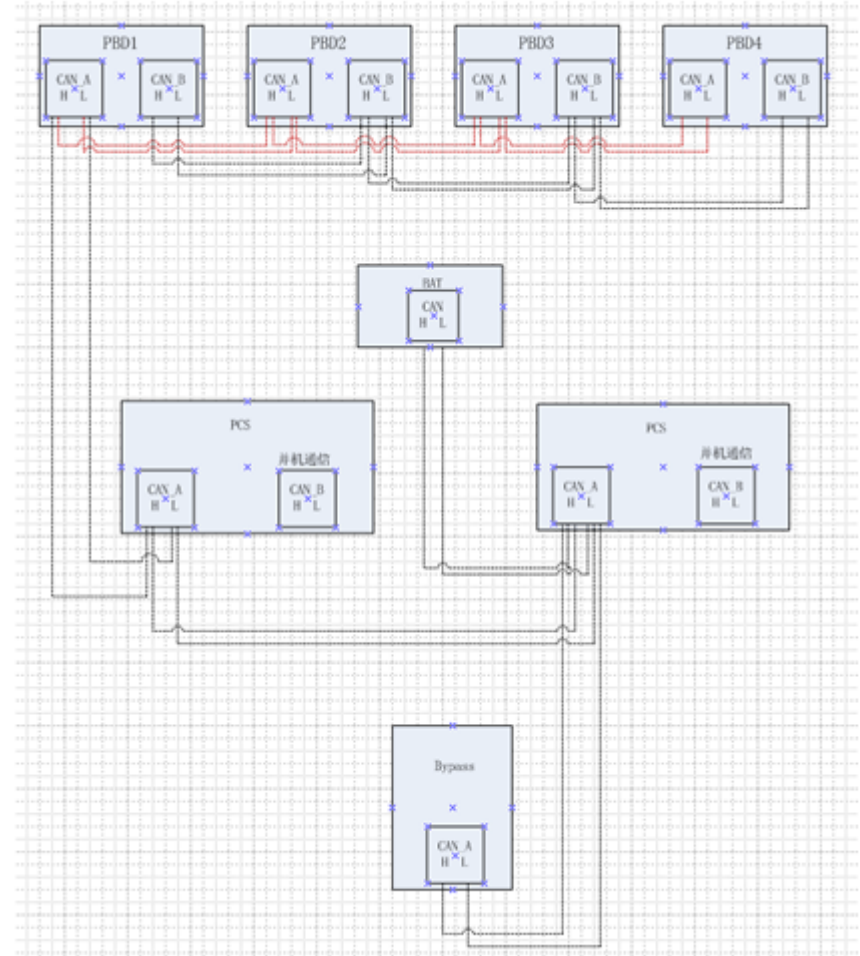 PBD1
CAN_A
H L
CAN_B
H L
PBD2
CAN_A
H L
CAN_B
H L
PBD3
CAN_A
H L
CAN_B
H L
PBD4
CAN_A
H L
CAN_B
H L
BAT
CAN
H L
PCS
并机通信
CAN_A
H L
CAN_B
H L
PCS
并机通信
CAN_A
H L
CAN_B
H L
Bypass
CAN_A
H L